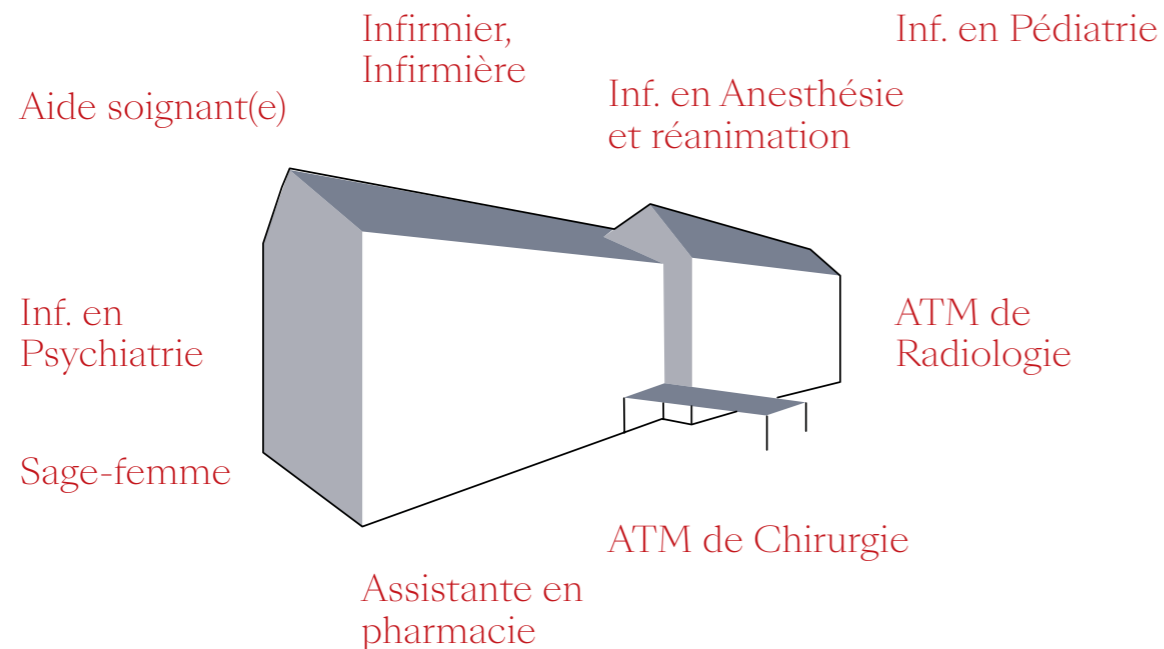 Infirmier,
Infirmière
Inf. en Pédiatrie
Aide soignant(e)
Inf. en Anesthésie
et réanimation
Inf. en
Psychiatrie
ATM de
Radiologie
Sage-femme
ATM de Chirurgie
Assistante en
pharmacie